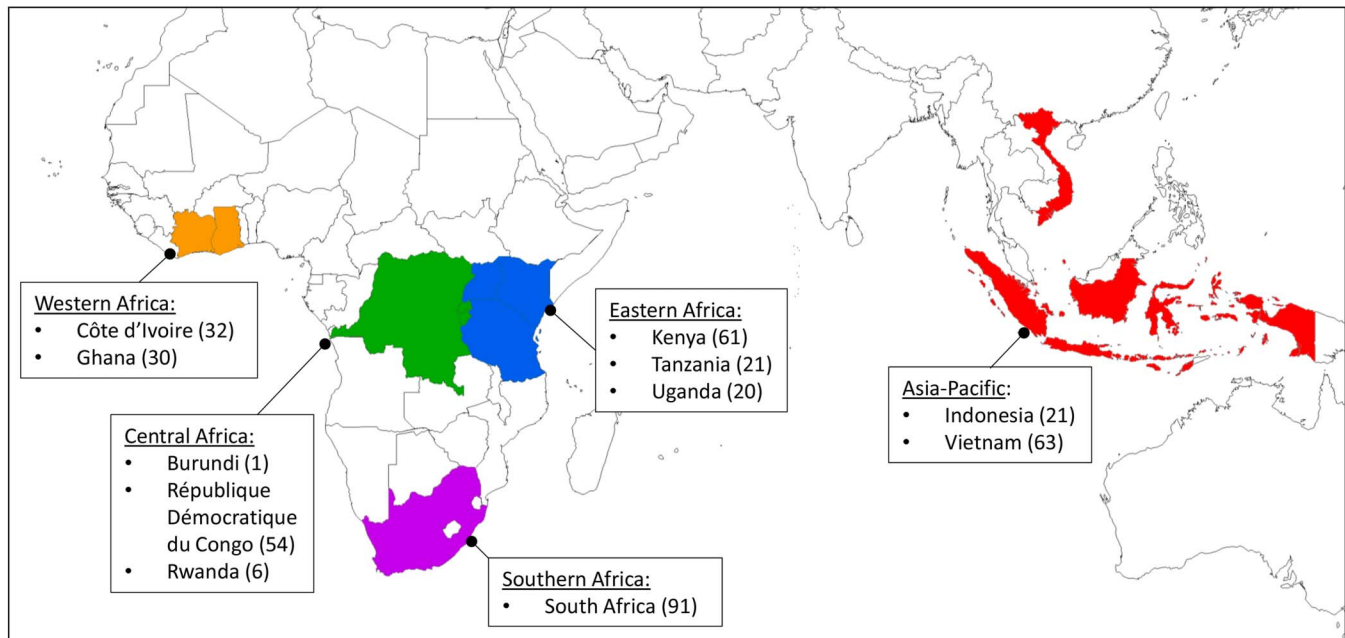 Western Africa:
• Côte d’Ivoire (32)
• Ghana (30)
Central Africa:
• Burundi (1)
• République
Démocratique
du Congo (54)
• Rwanda (6)
Eastern Africa:
• Kenya (61)
• Tanzania (21)
• Uganda (20)
Southern Africa:
• South Africa (91)
Asia-Pacific:
• Indonesia (21)
• Vietnam (63)